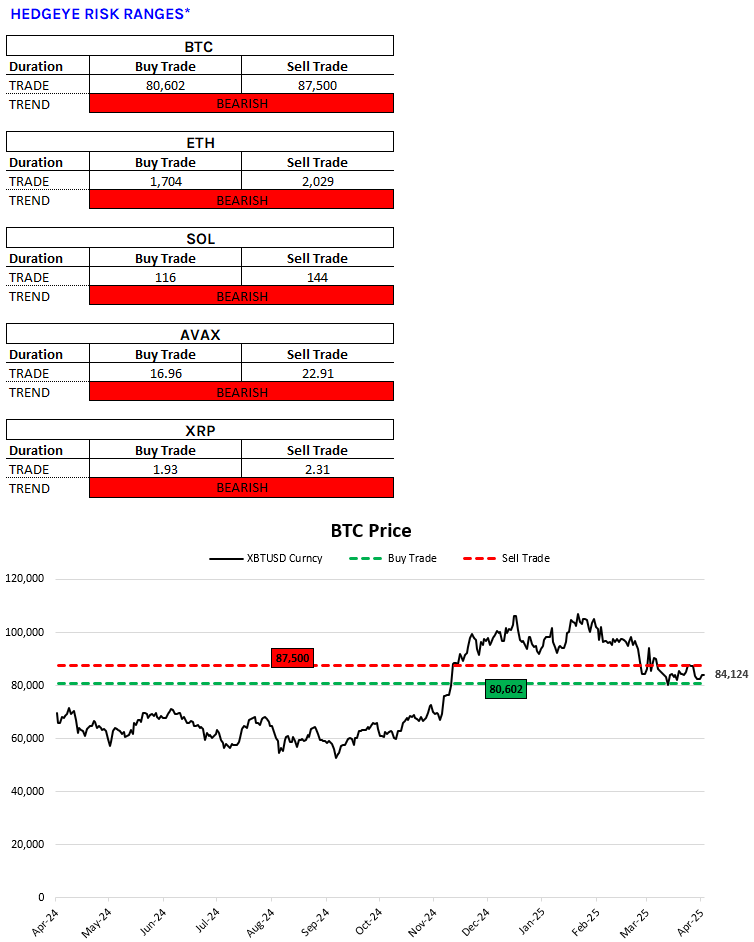 HEDGEYE RISK RANGES*
BTC
Duration Buy Trade Sell Trade
TRADE 80,602 87,500
TREND BEARISH
ETH
Duration Buy Trade Sell Trade
TRADE 1,704 2,029
TREND BEARISH
SOL
Duration Buy Trade Sell Trade
TRADE 116 144
TREND BEARISH
AVAX
Duration Buy Trade Sell Trade
TRADE 16.96 22.91
TREND BEARISH
XRP
Duration Buy Trade Sell Trade
TRADE 1.93 2.31
TREND BEARISH
BTC Price
XBTUSD Curncy Buy Trade Sell Trade
120,000
100,000
87,500
84,124
80,000
80,602
60,000
40,000
20,000
0
Apr-24 May-24 Jun-24 Jul-24 Aug-24 Sep-24 Oct-24 Nov-24 Dec-24 Jan-25 Feb-25 Mar-25 Apr-25